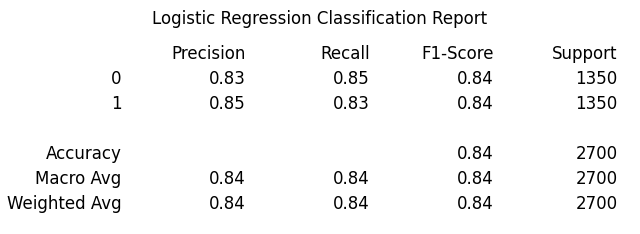 Logistic Regression Classification Report
Precision Recall F1-Score Support
0 0.83 0.85 0.84 1350
1 0.85 0.83 0.84 1350
Accuracy 0.84 2700
Macro Avg 0.84 0.84 0.84 2700
Weighted Avg 0.84 0.84 0.84 2700